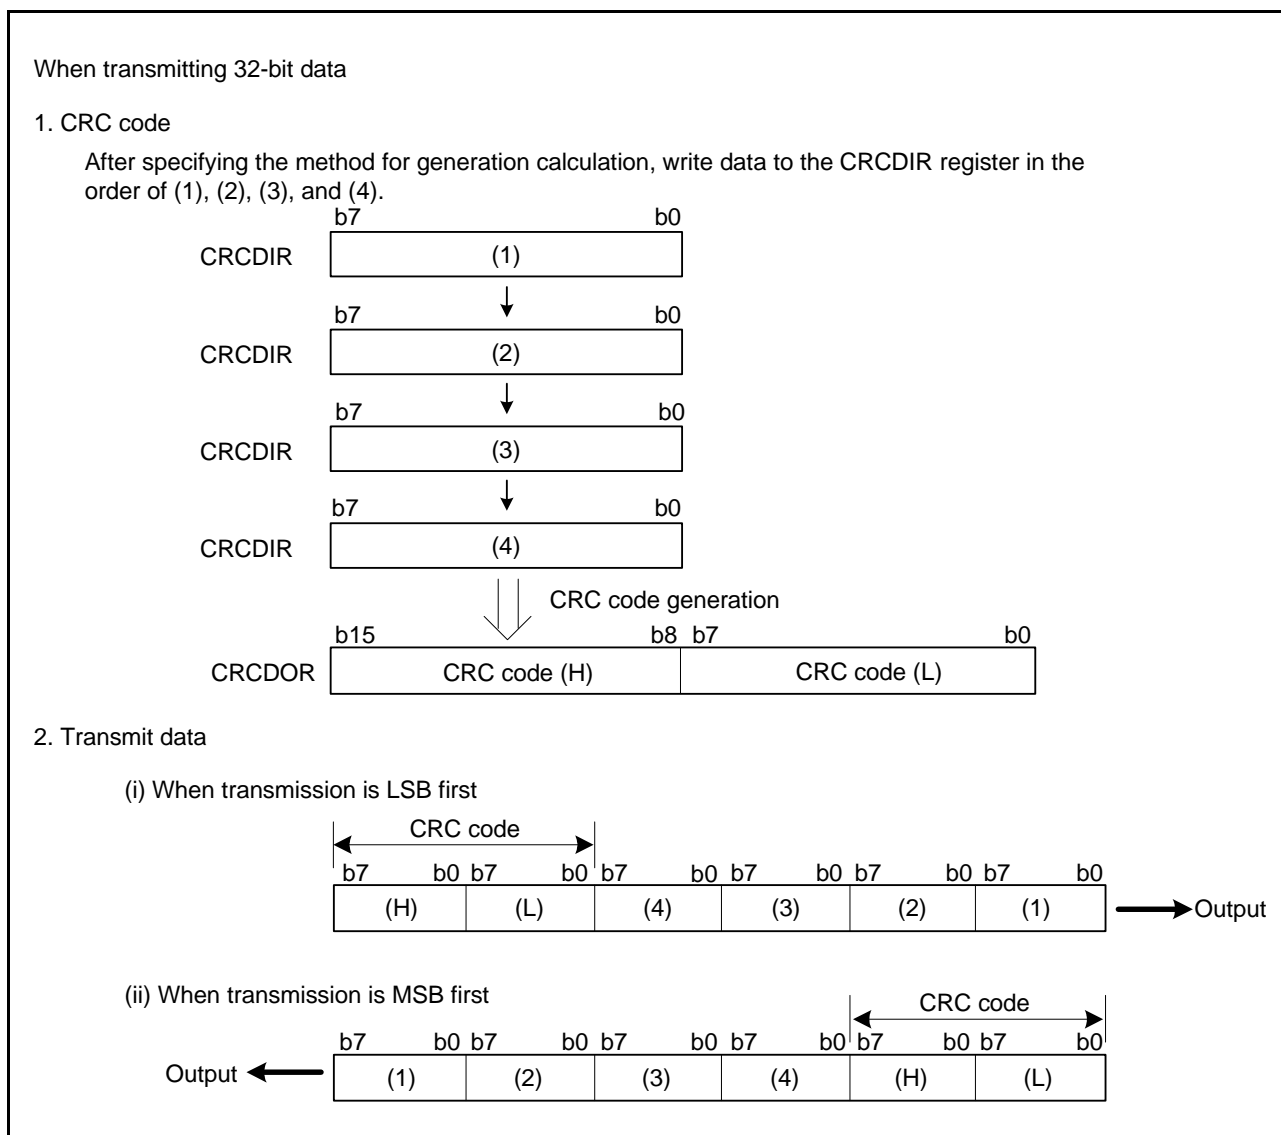 When transmitting 32-bit data
1. CRC code
After specifying the method for generation calculation, write data to the CRCDIR register in the
order of (1), (2), (3), and (4).
b7 b0
CRCDIR (1)
b7 b0
CRCDIR (2)
b7 b0
CRCDIR (3)
b7 b0
CRCDIR (4)
CRC code generation
b15 b8 b7 b0
CRCDOR CRC code (H) CRC code (L)
2. Transmit data
(i) When transmission is LSB first
CRC code
b7 b0 b7 b0 b7 b0 b7 b0 b7 b0 b7 b0
(H) (L) (4) (3) (2) (1) Output
(ii) When transmission is MSB first
CRC code
b7 b0 b7 b0 b7 b0 b7 b0 b7 b0 b7 b0
Output (1) (2) (3) (4) (H) (L)